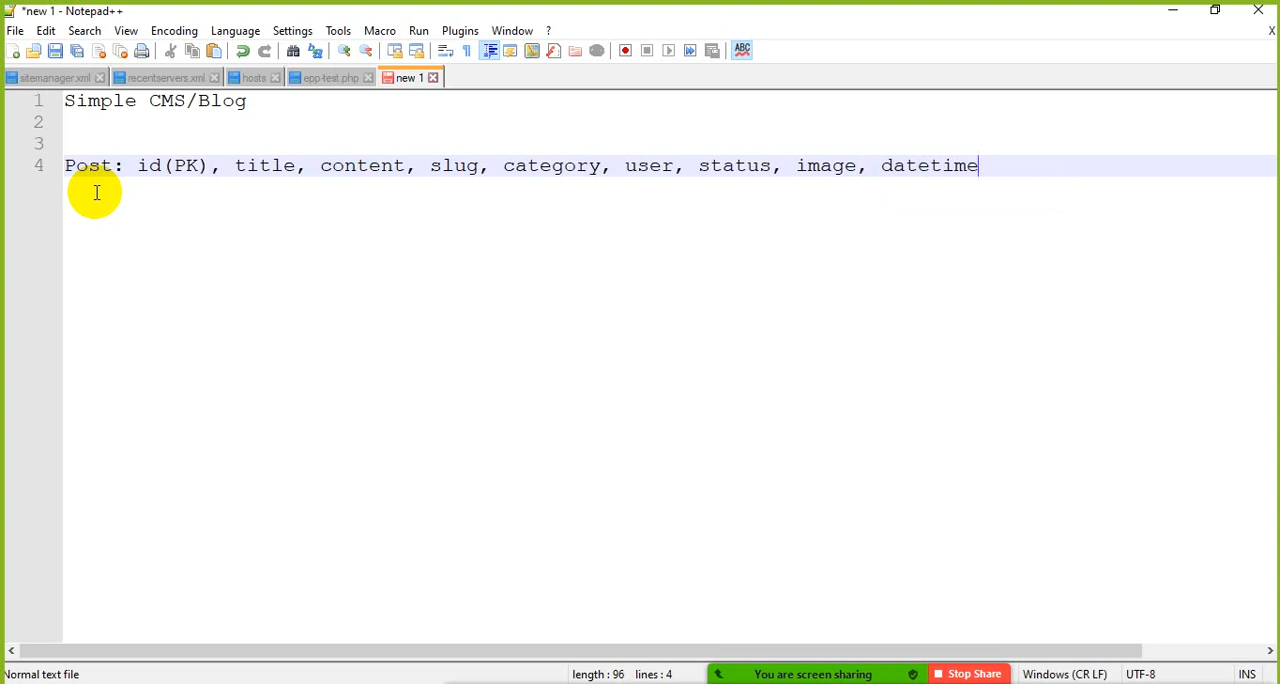 *new 1 - Notepad++
File Edit Search View Encoding Language Settings Tools Macro Run Plugins Window ? X
ABC
sitemanager.xml recentservers.xml hosts epp-test.php new 1
1 Simple CMS/Blog
2
3
4 Post: id(PK), title, content, slug, category, user, status, image, datetime
Normal text file length : 96 lines : 4 You are screen sharing Stop Share Windows (CR LF) UTF-8 INS